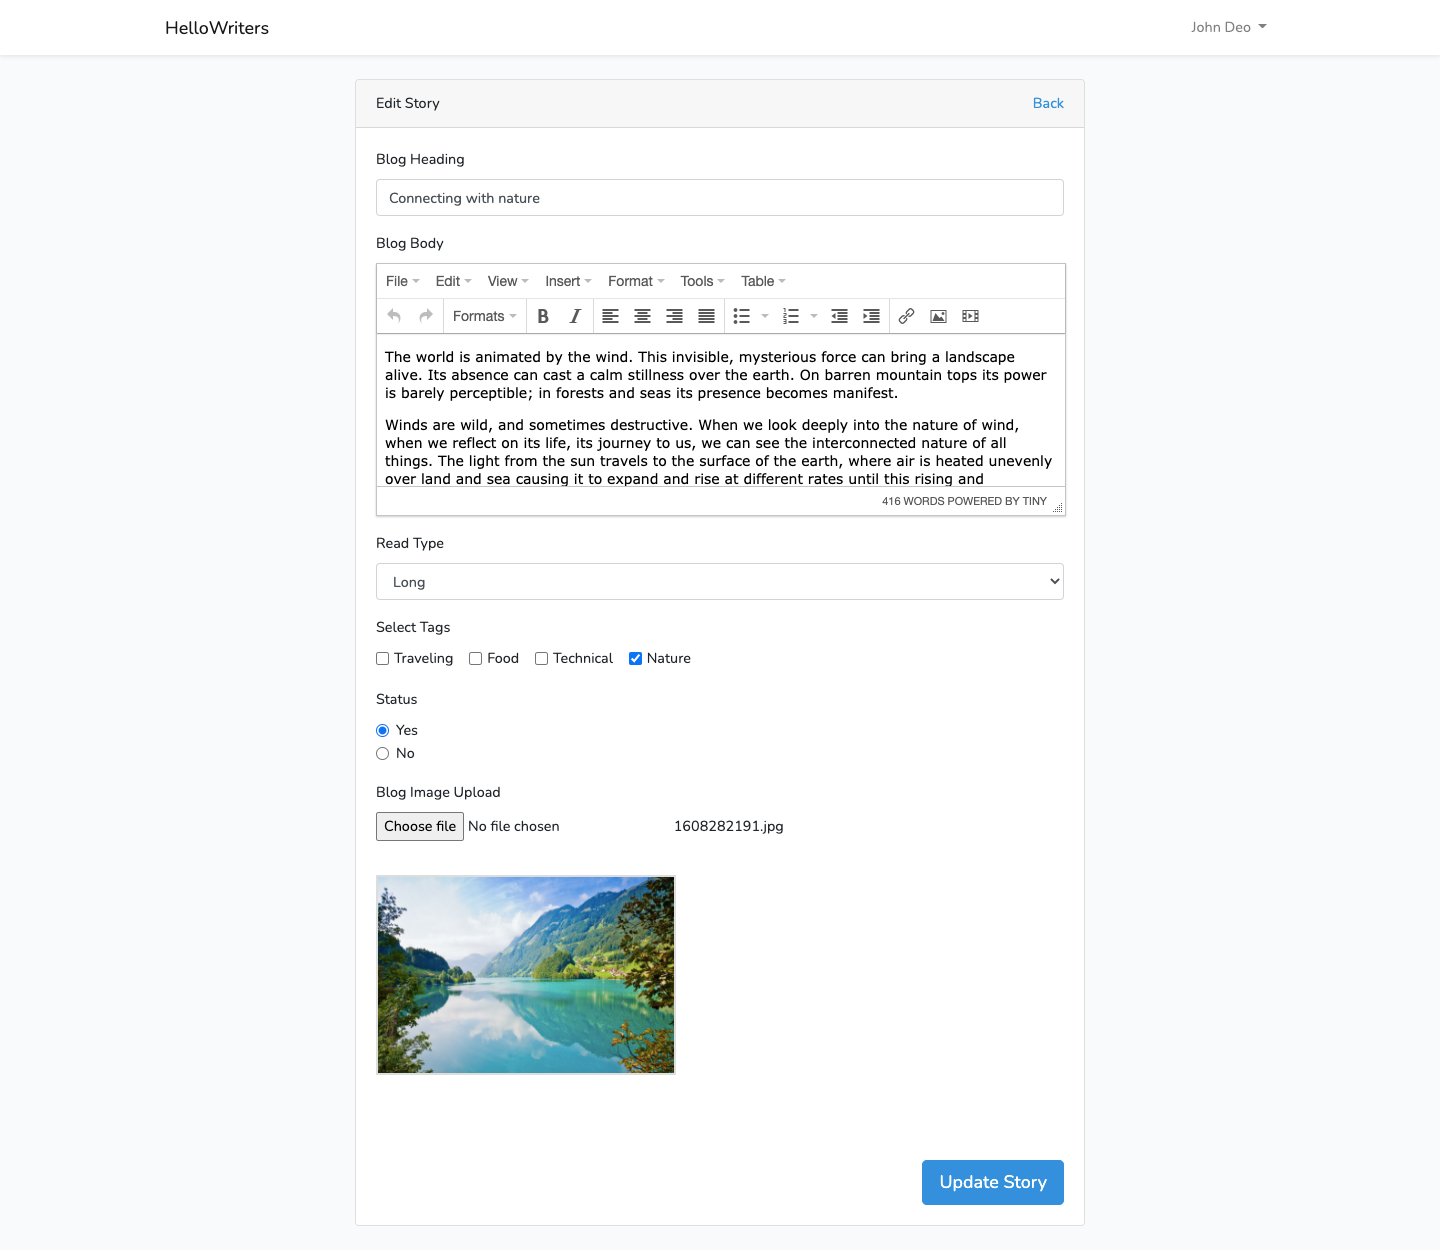 HelloWriters
John Deo
Edit Story
Back
Blog Heading
Connecting with nature
Blog Body
File Edit View Insert Format Tools Table
Formats B I
The world is animated by the wind. This invisible, mysterious force can bring a landscape
alive. Its absence can cast a calm stillness over the earth. On barren mountain tops its power
is barely perceptible; in forests and seas its presence becomes manifest.
Winds are wild, and sometimes destructive. When we look deeply into the nature of wind,
when we reflect on its life, its journey to us, we can see the interconnected nature of all
things. The light from the sun travels to the surface of the earth, where air is heated unevenly
over land and sea causing it to expand and rise at different rates until this rising and
416 WORDS POWERED BY TINY
Read Type
Long
Select Tags
Traveling Food Technical Nature
Status
Yes
No
Blog Image Upload
Choose file No file chosen 1608282191.jpg
Update Story